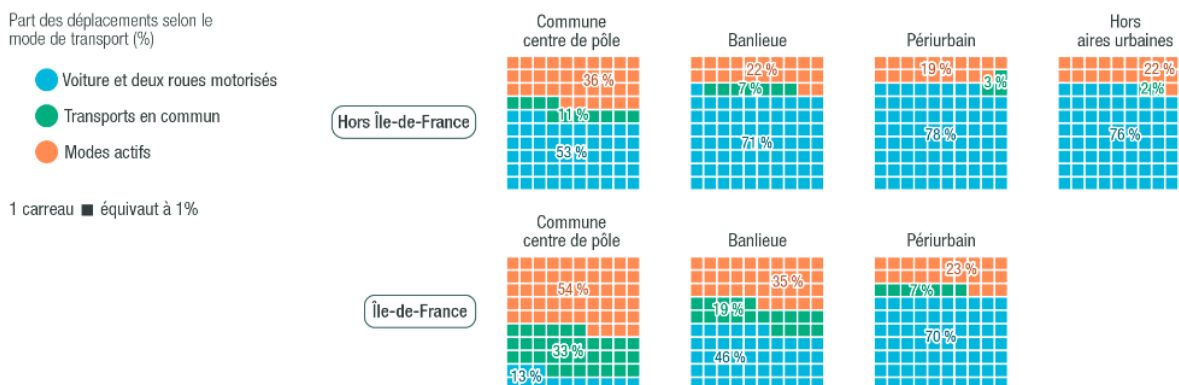 Part des déplacements selon le
mode de transport (%)
Voiture et deux roues motorisés
Transports en commun
Modes actifs
1 carreau ■ équivaut à 1%
Commune
centre de pôle
Banlieue
Périurbain
Hors
aires urbaines
Hors Île-de-France
36 %
11 %
53 %
22 %
7 %
71 %
19 %
3 %
78 %
22 %
2 %
76 %
Commune
centre de pôle
Banlieue
Périurbain
Île-de-France
54 %
33 %
13 %
35 %
19 %
46 %
23 %
7 %
70 %